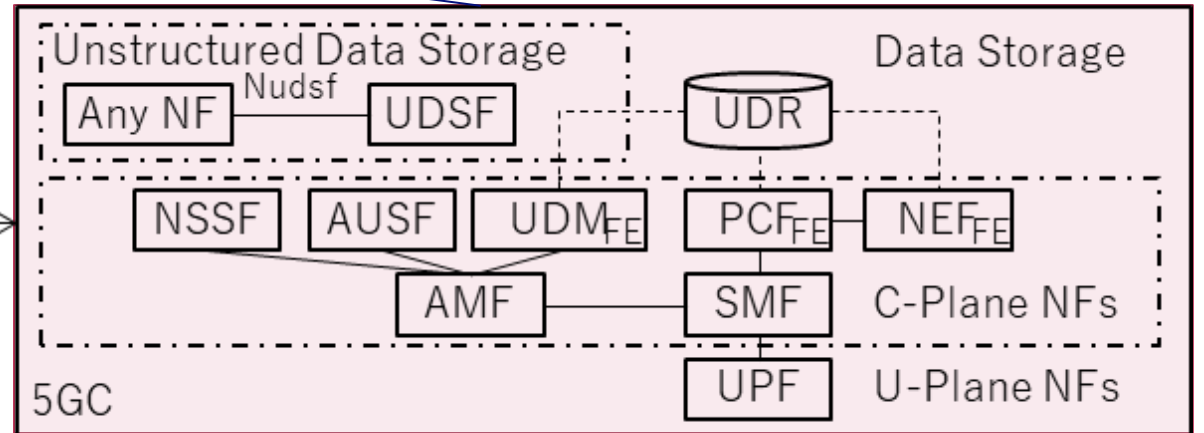 Unstructured Data Storage
Data Storage
Nudsf
Any NF
UDSF
UDR
NSSF
AUSF
UDMFE
PCFFE
NEFFE
AMF
SMF
C-Plane NFs
UPF
U-Plane NFs
5GC